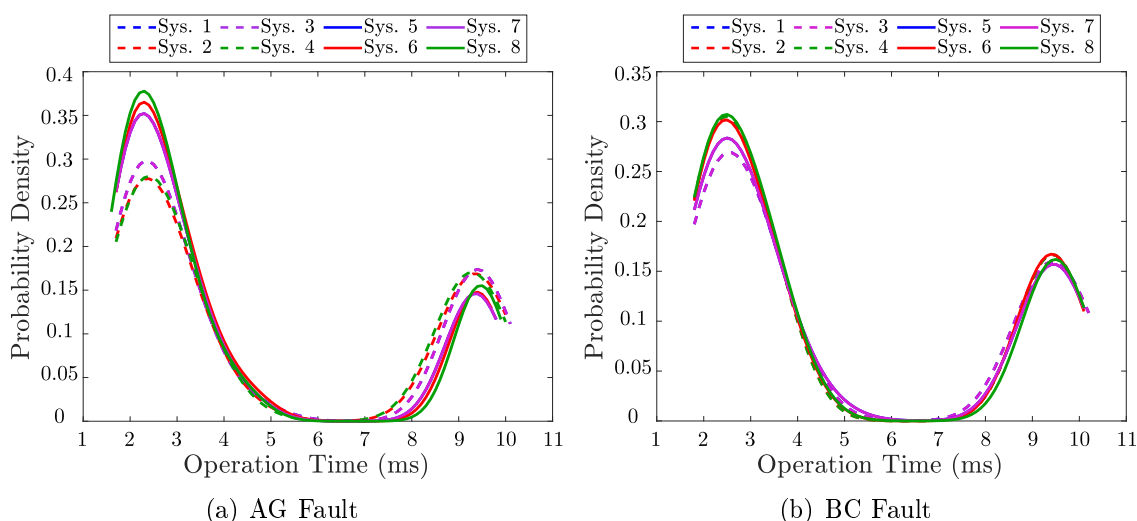 Sys. 1 Sys. 3 Sys. 5 Sys. 7
Sys. 2 Sys. 4 Sys. 6 Sys. 8
0.4
0.35
0.3
0.25
0.2
0.15
0.1
0.05
0
Probability Density
1 2 3 4 5 6 7 8 9 10 11
Operation Time (ms)
(a) AG Fault
Sys. 1 Sys. 3 Sys. 5 Sys. 7
Sys. 2 Sys. 4 Sys. 6 Sys. 8
0.35
0.3
0.25
0.2
0.15
0.1
0.05
0
Probability Density
1 2 3 4 5 6 7 8 9 10 11
Operation Time (ms)
(b) BC Fault